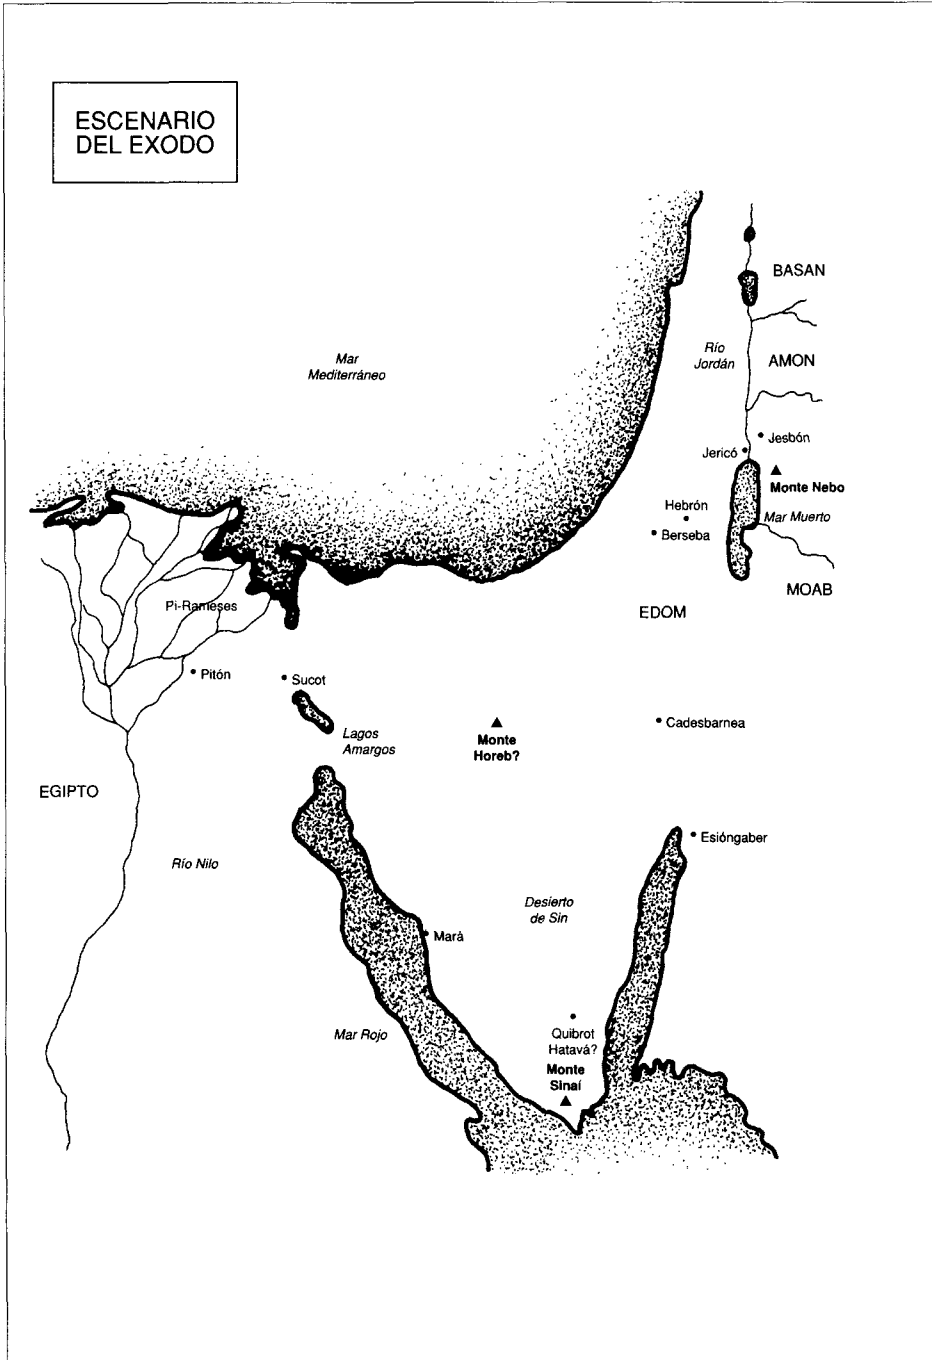 ESCENARIO
DEL EXODO
BASAN
Mar
Mediterráneo
Río
Jordán
AMON
Jesbón
Jericó
Monte Nebo
Hebrón
Mar Muerto
Berseba
MOAB
Pi-Rameses
EDOM
Pitón
Sucot
Cadesbarnea
Lagos
Amargos
Monte
Horeb?
EGIPTO
Esióngaber
Río Nilo
Desierto
de Sin
Mará
Mar Rojo
Quibrot
Hatavá?
Monte
Sinaí